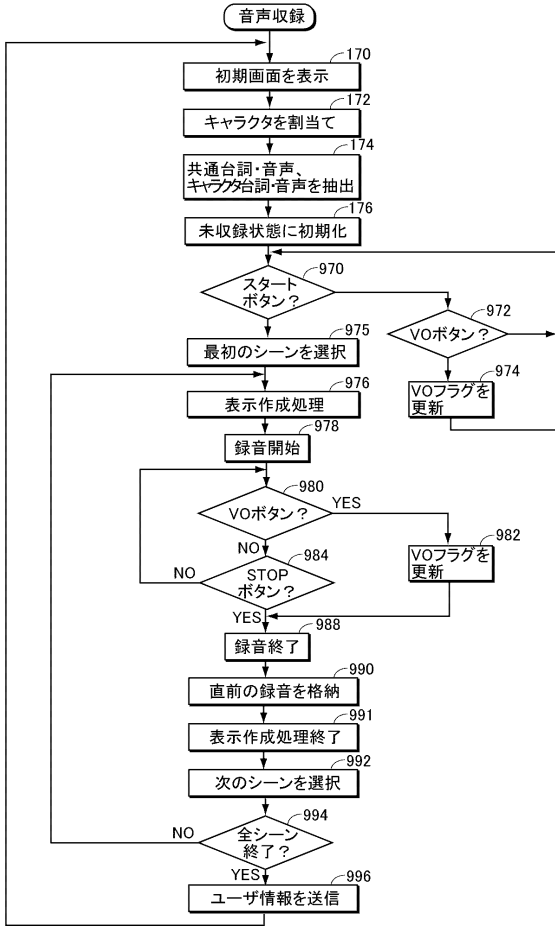 音声収録
170
初期画面を表示
172
キャラクタを割当て
174
共通台詞・音声、
キャラクタ台詞・音声を抽出
176
未収録状態に初期化
970
スタート
ボタン?
972
VOボタン?
974
VOフラグを
更新
975
最初のシーンを選択
976
表示作成処理
978
録音開始
980
VOボタン?
YES
NO
982
VOフラグを
更新
984
STOP
ボタン?
NO
YES
988
録音終了
990
直前の録音を格納
991
表示作成処理終了
992
次のシーンを選択
994
全シーン
終了?
NO
YES
996
ユーザ情報を送信